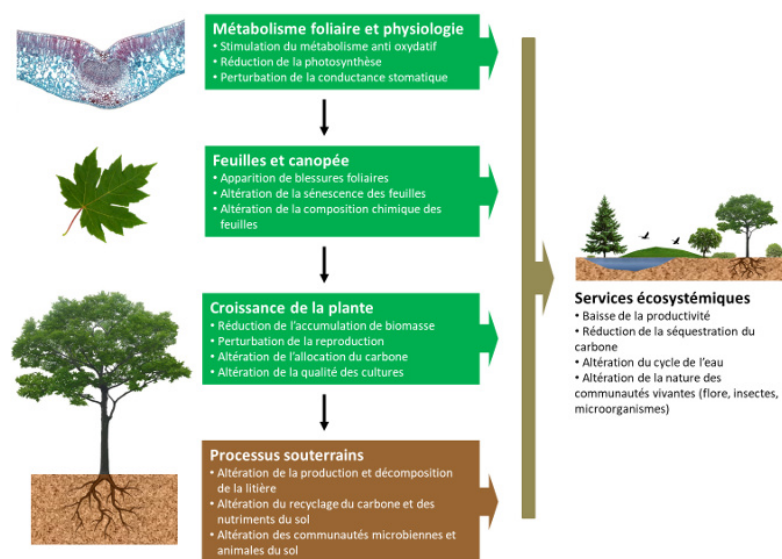 Métabolisme foliaire et physiologie
• Stimulation du métabolisme anti oxydatif
• Réduction de la photosynthèse
• Perturbation de la conductance stomatique
Feuilles et canopée
• Apparition de blessures foliaires
• Altération de la sénescence des feuilles
• Altération de la composition chimique des
feuilles
Croissance de la plante
• Réduction de l'accumulation de biomasse
• Perturbation de la reproduction
• Altération de l'allocation du carbone
• Altération de la qualité des cultures
Processus souterrains
• Altération de la production et décomposition
de la litière
• Altération du recyclage du carbone et des
nutriments du sol
• Altération des communautés microbiennes et
animales du sol
Services écosystémiques
• Baisse de la productivité
• Réduction de la séquestration du
carbone
• Altération du cycle de l'eau
• Altération de la nature des
communautés vivantes (flore, insectes,
microorganismes)